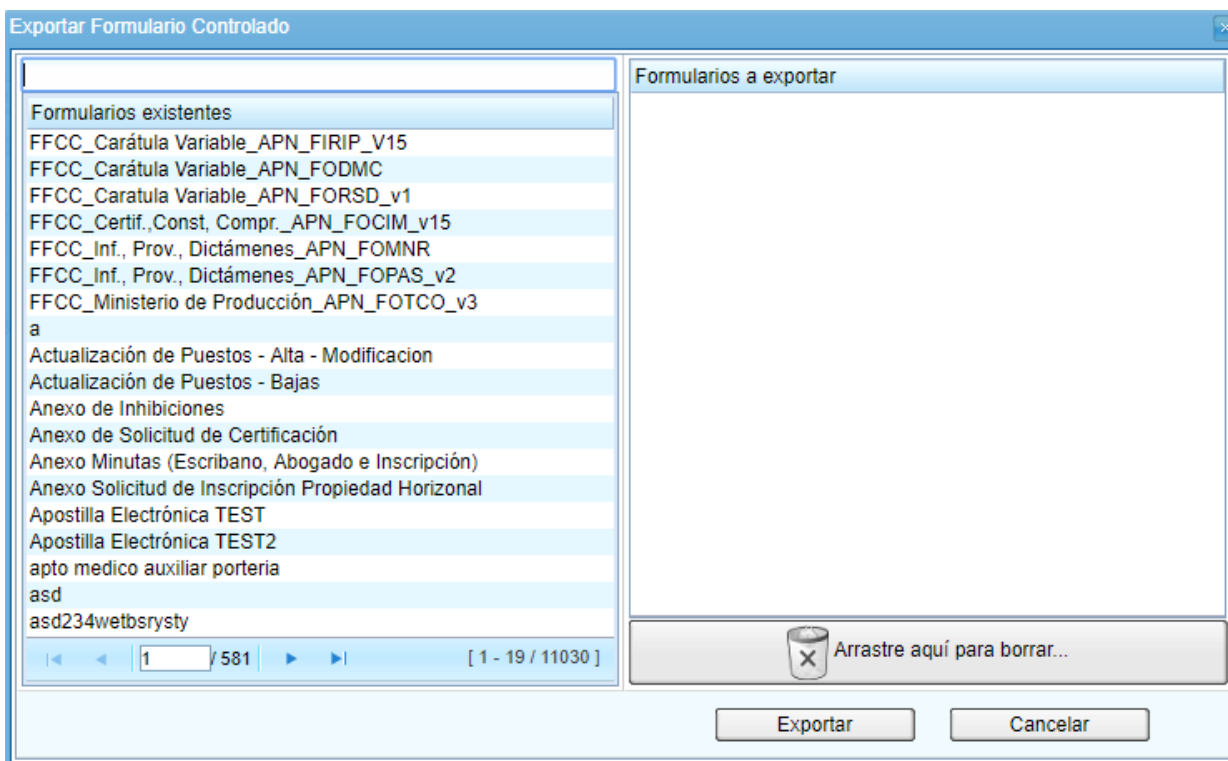 Exportar Formulario Controlado
Formularios existentes
FFCC_Carátula Variable_APN_FIRIP_V15
FFCC_Carátula Variable_APN_FODMC
FFCC_Caratula Variable_APN_FORSD_v1
FFCC_Certif.,Const, Compr._APN_FOCIM_v15
FFCC_Inf., Prov., Dictámenes_APN_FOMNR
FFCC_Inf., Prov., Dictámenes_APN_FOPAS_v2
FFCC_Ministerio de Producción_APN_FOTCO_v3
a
Actualización de Puestos - Alta - Modificacion
Actualización de Puestos - Bajas
Anexo de Inhibiciones
Anexo de Solicitud de Certificación
Anexo Minutas (Escribano, Abogado e Inscripción)
Anexo Solicitud de Inscripción Propiedad Horizonal
Apostilla Electrónica TEST
Apostilla Electrónica TEST2
apto medico auxiliar porteria
asd
asd234wetbsrysty
1 / 581 [ 1 - 19 / 11030 ]
Formularios a exportar
Arrastre aquí para borrar...
Exportar
Cancelar